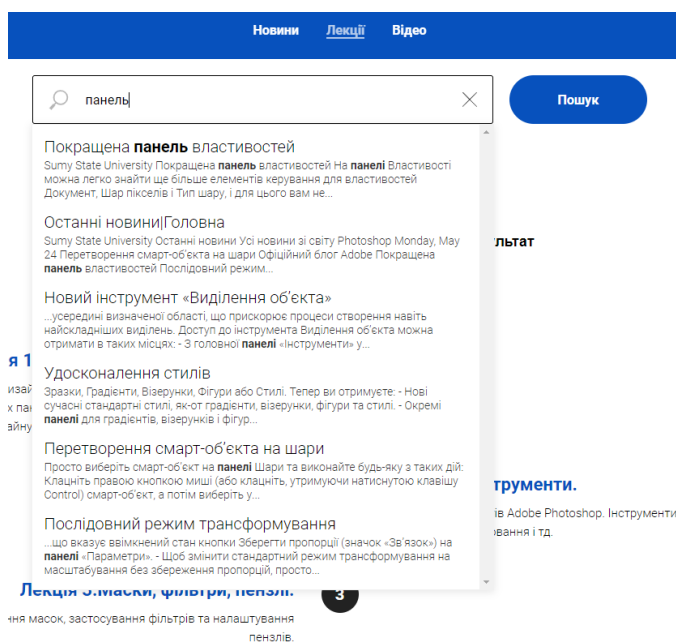 Новини Лекції Відео
панель
Пошук
Покращена панель властивостей
Sumy State University Покращена панель властивостей На панелі Властивості
можна легко знайти ще більше елементів керування для властивостей
Документ, Шар пікселів і Тип шару, і для цього вам не...
Останні новини|Головна
Sumy State University Останні новини Усі новини зі світу Photoshop Monday, May
24 Перетворення смарт-об'єкта на шари Офіційний блог Adobe Покращена
панель властивостей Послідовний режим...
льтат
Новий інструмент «Виділення об'єкта»
...усередині визначеної області, що прискорює процеси створення навіть
найскладніших виділень. Доступ до інструмента Виділення об'єкта можна
отримати в таких місцях: - З головної панелі «Інструменти» у...
я 1
Удосконалення стилів
изай
Зразки, Градієнти, Візерунки, Фігури або Стилі. Тепер ви отримуєте: - Нові
х па
сучасні стандартні стилі, як-от градієнти, візерунки, фігури та стилі. - Окремі
айну
панелі для градієнтів, візерунків і фігур...
Перетворення смарт-об'єкта на шари
Просто виберіть смарт-об'єкт на панелі Шари та виконайте будь-яку з таких дій:
Клацніть правою кнопкою миші (або клацніть, утримуючи натиснутою клавішу
Control) смарт-об'єкт, а потім виберіть у...
трументи.
ів Adobe Photoshop. Інструменти
ования і тд.
Послідовний режим трансформування
...що вказує ввімкнений стан кнопки Зберегти пропорції (значок «Зв'язок») на
панелі «Параметри». - Щоб змінити стандартний режим трансформування на
масштабування без збереження пропорцій, просто...
Лекція 3.Маски, фільтри, пензлі.
3
ня масок, застосування фільтрів та налаштування
пензлів.